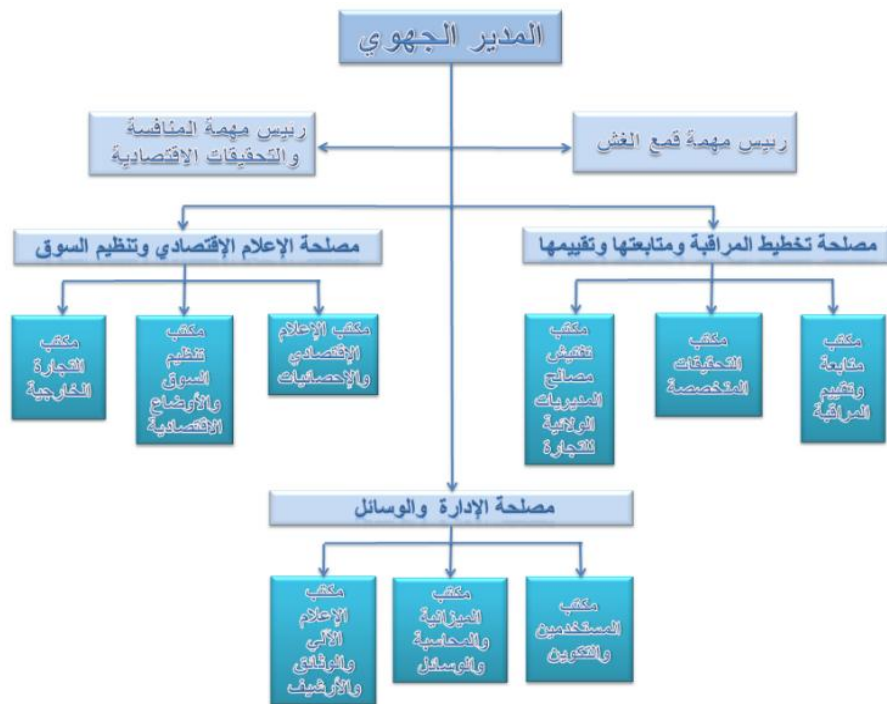 المدير الجهوي
رئيس مهمة قمع الغش
رئيس مهمة المنافسة
والتحقيقات الإقتصادية
مصلحة تخطيط المراقبة ومتابعتها وتقييمها
مصلحة الإعلام الإقتصادي وتنظيم السوق
مكتب
متابعة
وتقييم
المراقبة
مكتب
التحقيقات
المتخصصة
مكتب
تفتيش
مصالح
المديريات
الولائية
للتجارة
مكتب الإعلام
الإقتصادي
والإحصائيات
مكتب
تنظيم
السوق
والأوضاع
الاقتصادية
مكتب
التجارة
الخارجية
مصلحة الإدارة والوسائل
مكتب
المستخدمين
والتكوين
مكتب
الميزانية
والمحاسبة
والوسائل
مكتب
الإعلام
الآلي
والوثائق
والأرشيف